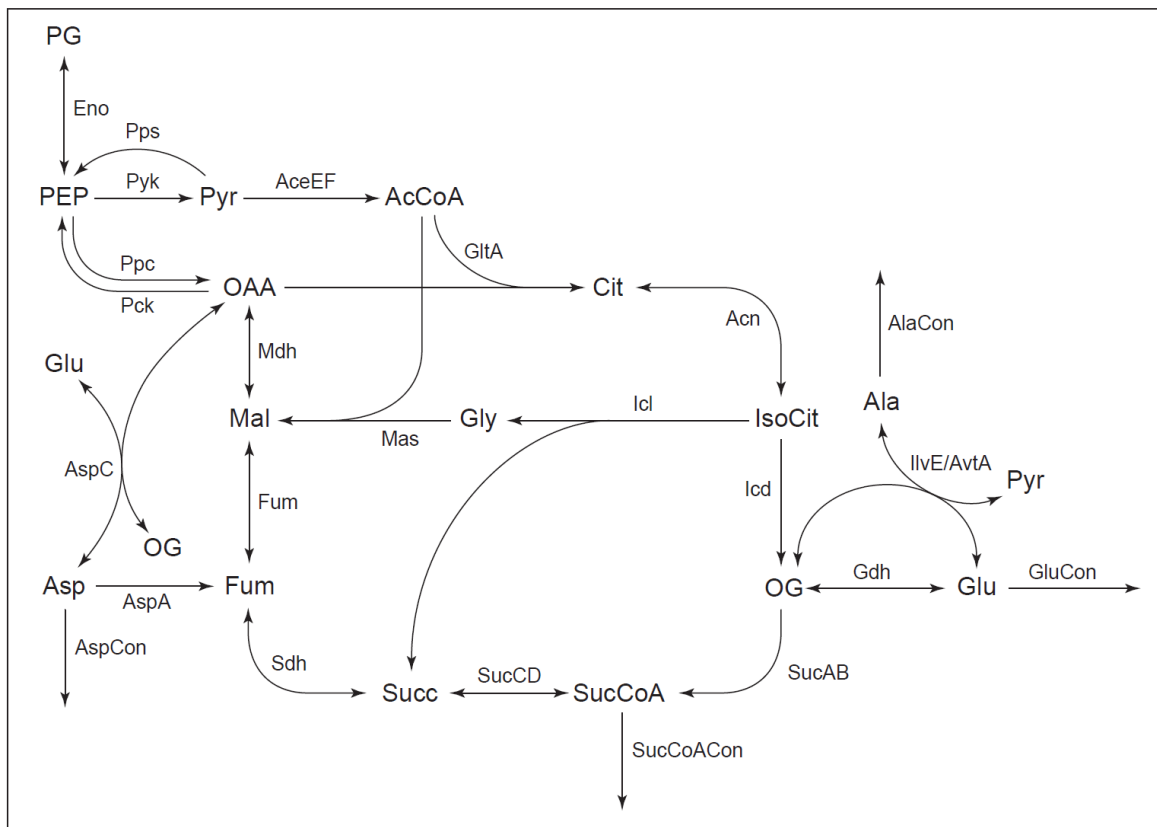 PG
Eno
Pps
PEP
Pyk
Pyr
AceEF
AcCoA
GltA
Ppc
Pck
OAA
Cit
Acn
AlaCon
Mdh
Glu
Mal
Mas
Gly
Icl
IsoCit
Ala
AspC
Fum
Icd
IlvE/AvtA
Pyr
OG
Asp
AspA
Fum
OG
Gdh
Glu
GluCon
AspCon
Sdh
Succ
SucCD
SucCoA
SucAB
SucCoACon